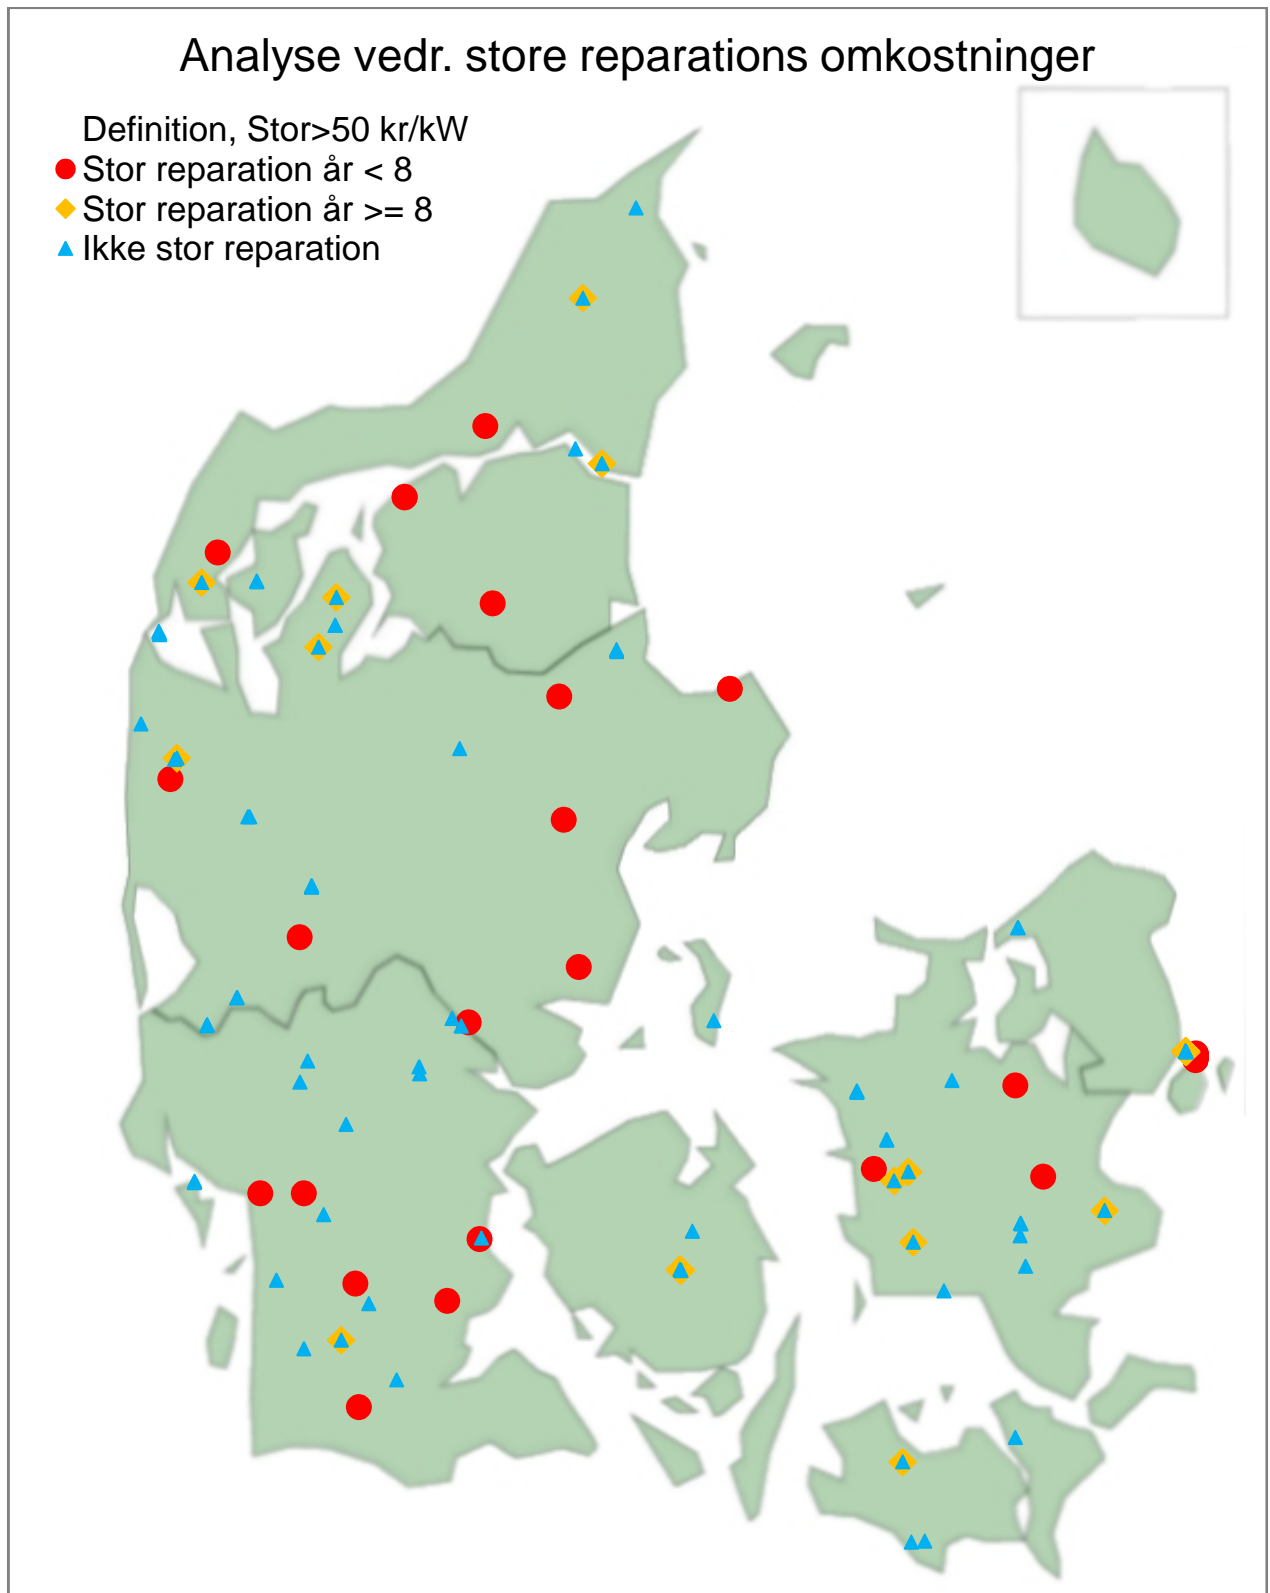 Analyse vedr. store reparations omkostninger
Definition, Stor>50 kr/kW
Stor reparation år < 8
Stor reparation år >= 8
Ikke stor reparation